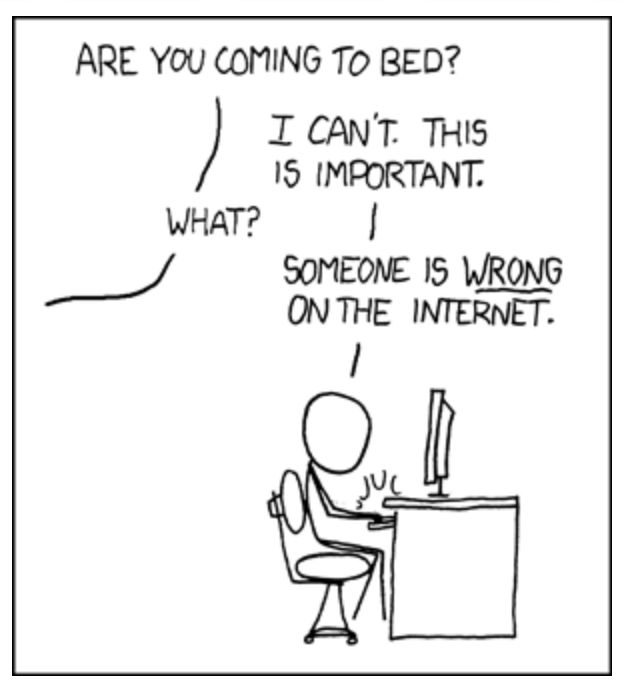 ARE YOU COMING TO BED?
I CAN'T. THIS
IS IMPORTANT.
WHAT?
SOMEONE IS WRONG
ON THE INTERNET.